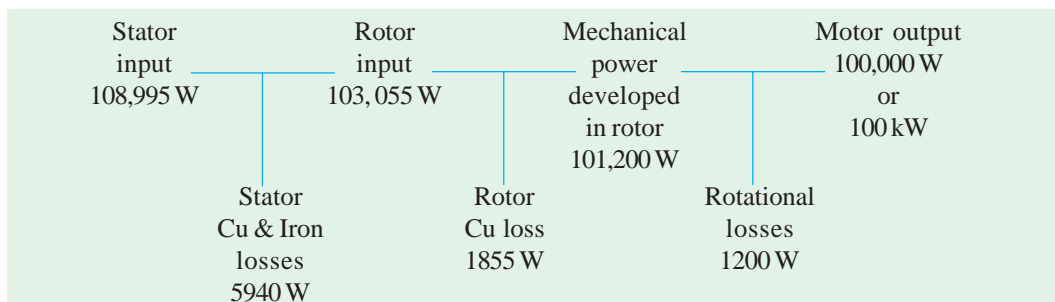 Stator
input
108,995 W
Rotor
input
103, 055 W
Mechanical
power
developed
in rotor
101,200 W
Motor output
100,000 W
or
100 kW
Stator
Cu & Iron
losses
5940 W
Rotor
Cu loss
1855 W
Rotational
losses
1200 W